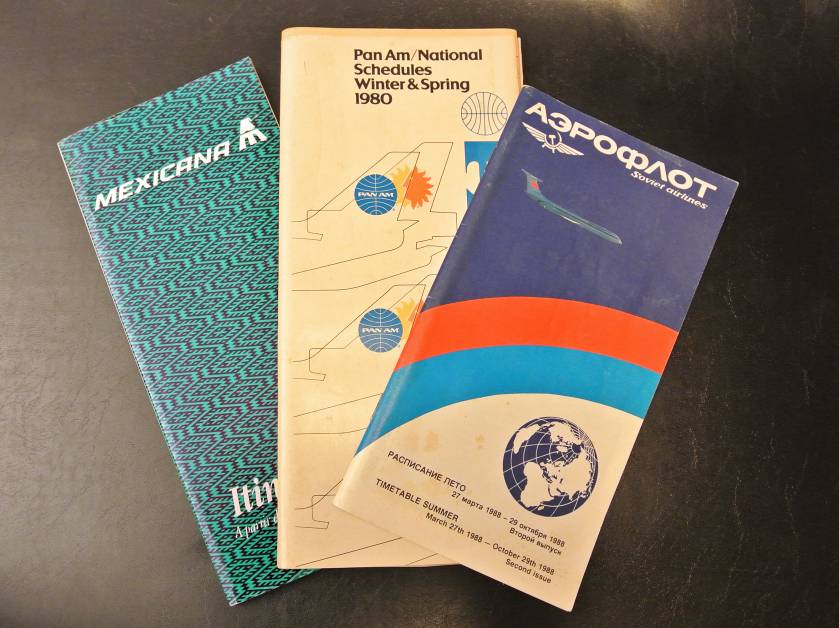 MEXICANA
Itin
A partir d
Pan Am/National
Schedules
Winter & Spring
1980
PAN AM
PAN AM
АЭРОФЛОТ
Soviet airlines
РАСПИСАНИЕ ЛЕТО
27 марта 1988 – 29 октября 1988
Второй выпуск
TIMETABLE SUMMER
March 27th 1988 — October 29th 1988
Second issue